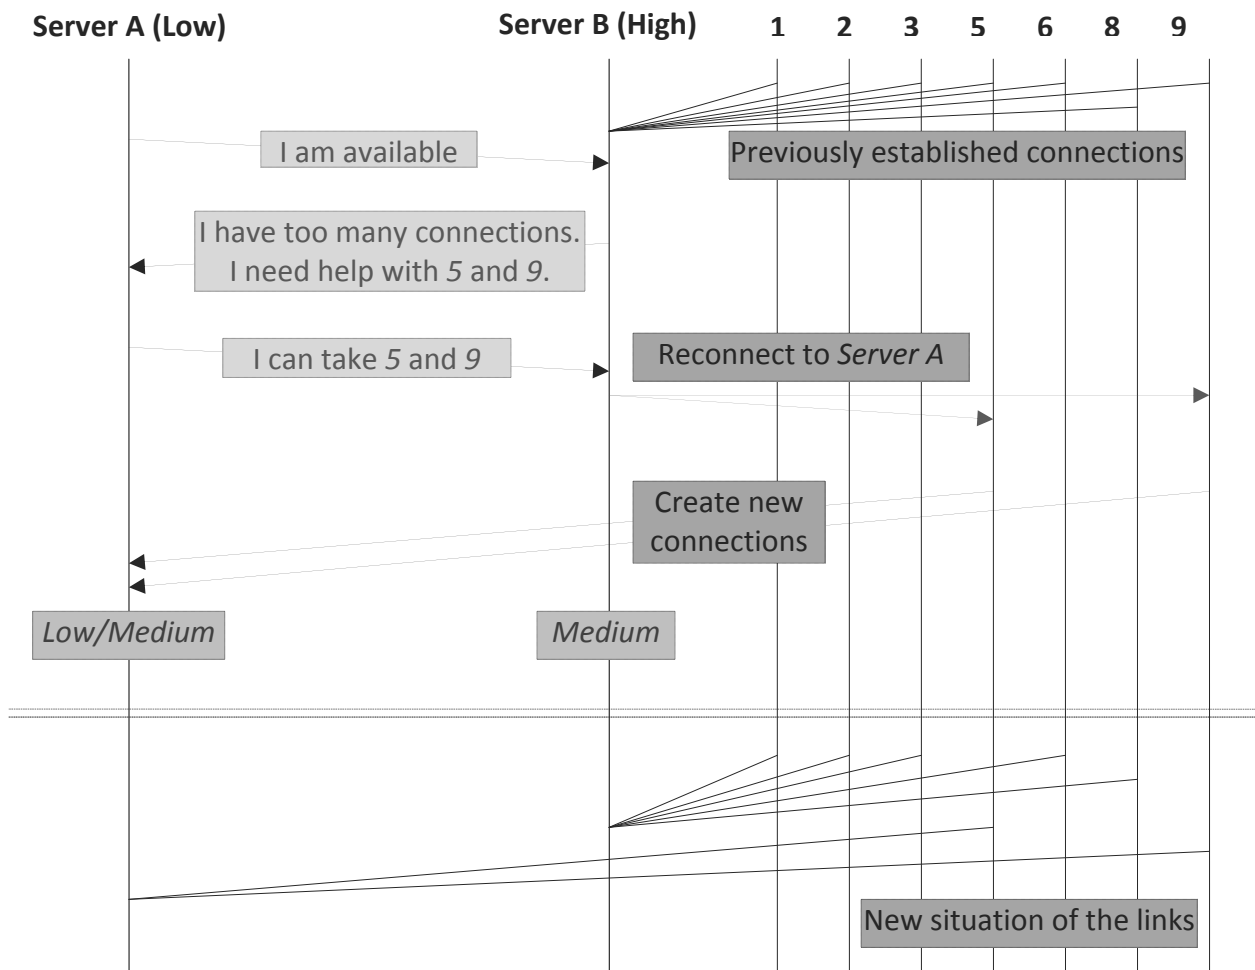 Server A (Low)
Server B (High)
1 2 3 5 6 8 9
I am available
Previously established connections
I have too many connections.
I need help with 5 and 9.
I can take 5 and 9
Reconnect to Server A
Create new
connections
Low/Medium
Medium
New situation of the links